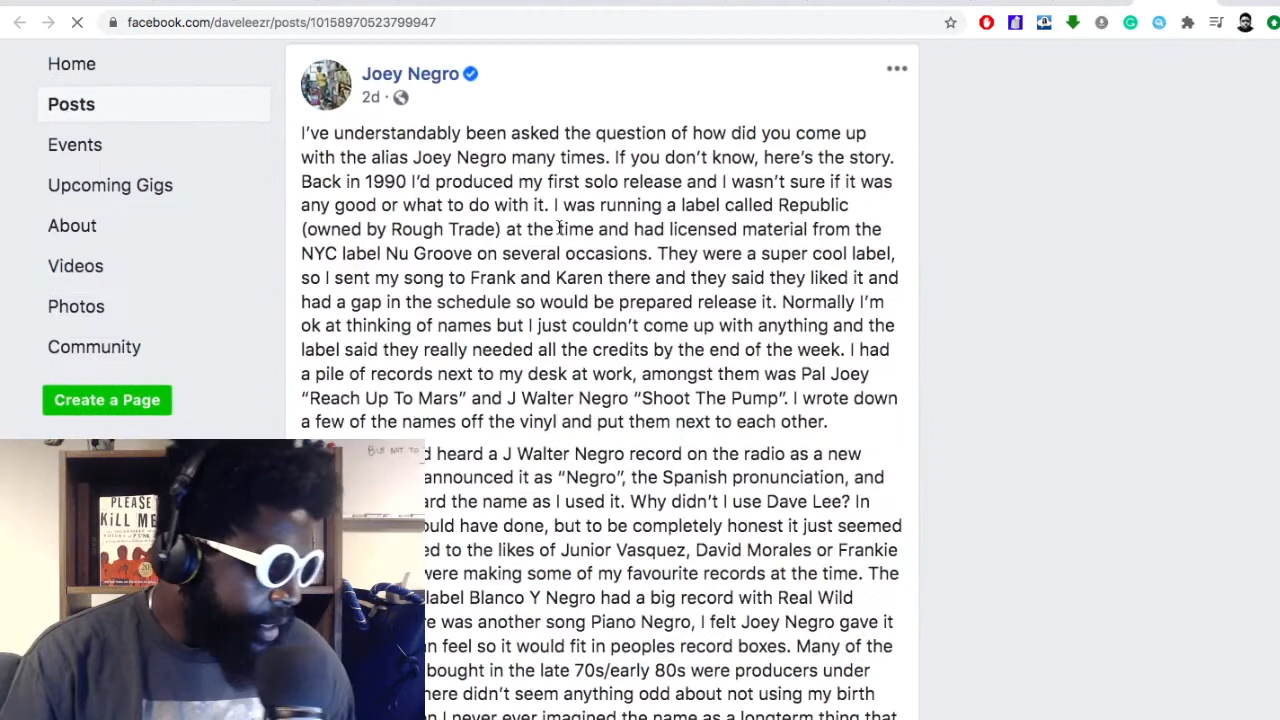 facebook.com/daveleezr/posts/10158970523799947
Home
Posts
Events
Upcoming Gigs
About
Videos
Photos
Community
Create a Page
Joey Negro
2d ·
I've understandably been asked the question of how did you come up
with the alias Joey Negro many times. If you don't know, here's the story.
Back in 1990 I'd produced my first solo release and I wasn't sure if it was
any good or what to do with it. I was running a label called Republic
(owned by Rough Trade) at the time and had licensed material from the
NYC label Nu Groove on several occasions. They were a super cool label,
so I sent my song to Frank and Karen there and they said they liked it and
had a gap in the schedule so would be prepared release it. Normally I'm
ok at thinking of names but I just couldn't come up with anything and the
label said they really needed all the credits by the end of the week. I had
a pile of records next to my desk at work, amongst them was Pal Joey
“Reach Up To Mars” and J Walter Negro “Shoot The Pump”. I wrote down
a few of the names off the vinyl and put them next to each other.
heard a J Walter Negro record on the radio as a new
announced it as “Negro”, the Spanish pronunciation, and
the name as I used it. Why didn't I use Dave Lee? In
have done, but to be completely honest it just seemed
to the likes of Junior Vasquez, David Morales or Frankie
were making some of my favourite records at the time. The
label Blanco Y Negro had a big record with Real Wild
was another song Piano Negro, I felt Joey Negro gave it
feel so it would fit in peoples record boxes. Many of the
bought in the late 70s/early 80s were producers under
didn't seem anything odd about not using my birth
I never ever imagined the name as a longterm thing that
BUT NOT TO
PLEASE
KILL ME